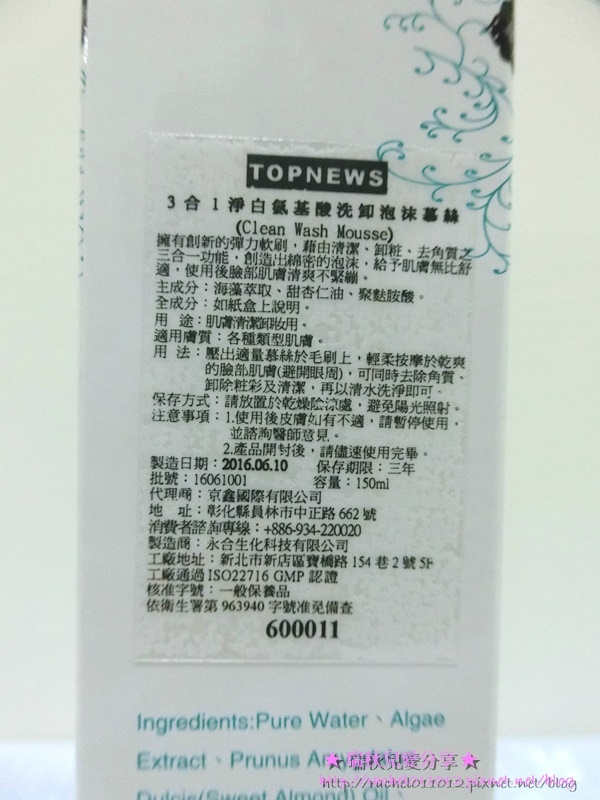 TOPNEWS
3合1淨白氨基酸洗卸泡沫慕絲
(Clean Wash Mousse)
擁有創新的彈力軟刷，藉由清潔、卸粧、去角質之
三合一功能，創造出綿密的泡沫，給予肌膚無比舒
適，使用後臉部肌膚清爽不緊繃。
主成分：海藻萃取、甜杏仁油、聚麩胺酸。
全成分：如紙盒上說明。
用　途：肌膚清潔卸妝用。
適用膚質：各種類型肌膚。
用　法：壓出適量慕絲於毛刷上，輕柔按摩於乾爽
的臉部肌膚(避開眼周)，可同時去除角質、
卸除粧彩及清潔，再以清水洗淨即可。
保存方式：請放置於乾燥陰涼處，避免陽光照射。
注意事項：1.使用後皮膚如有不適，請暫停使用，
並諮詢醫師意見。
2.產品開封後，請儘速使用完畢。
製造日期：2016.06.10　保存期限：三年
批號：16061001　容量：150ml
代理商：京鑫國際有限公司
地　址：彰化縣員林市中正路662號
消費者諮詢專線：+886-934-220020
製造商：永合生化科技有限公司
工廠地址：新北市新店區寶橋路154巷2號5F
工廠通過ISO22716 GMP認證
核准字號：一般保養品
依衛生署第963940字號准免備查
600011
Ingredients:Pure Water、Algae
Extract、Prunus
★ 瑞秋兒愛分享 ★
http://rachel011012.pixnet.net/blog
Dulcis(Sweet Almond) Oil、